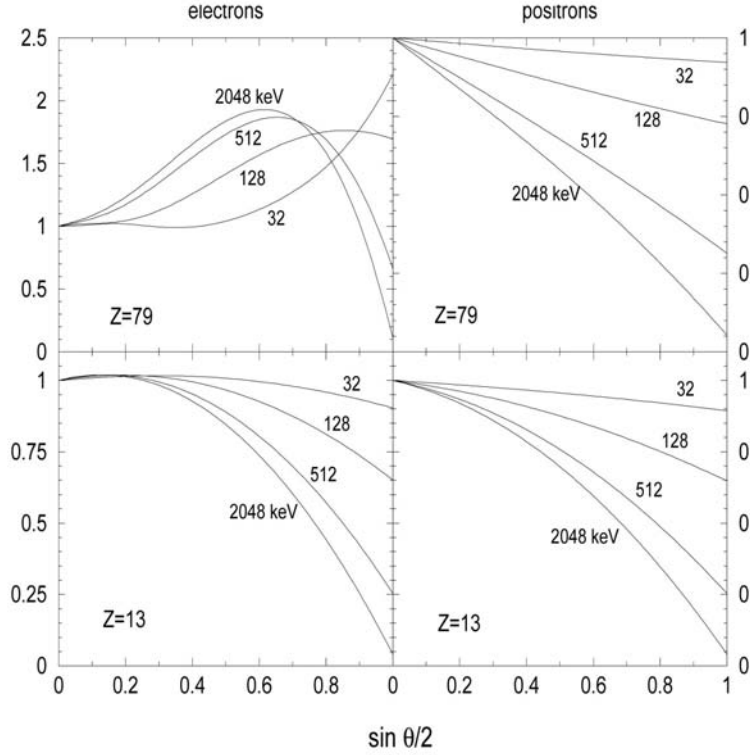 electrons positrons
2.5 1
32
2048 keV
2 0
512 128
1.5 512 0
128
2048 keV
32
1 0
0.5 0
Z=79 Z=79
0 0
1 32 32 1
128 128
0.75 0
512 512
2048 keV 2048 keV
0.5 0
0.25 0
Z=13 Z=13
0 0
0 0.2 0.4 0.6 0.8 0 0.2 0.4 0.6 0.8 1
sin θ/2